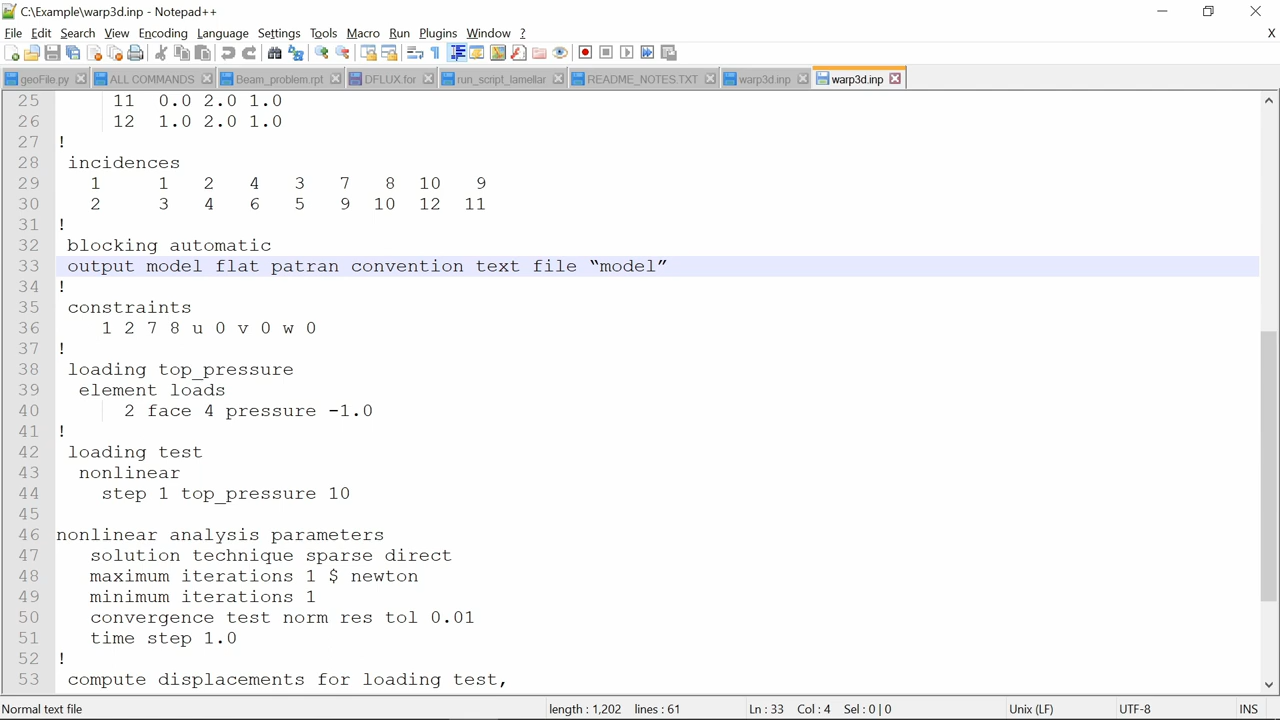 C:\Example\warp3d.inp - Notepad++
File Edit Search View Encoding Language Settings Tools Macro Run Plugins Window ? X
geoFile.py ALL COMMANDS Beam_problem.rpt DFLUX.for run_script_lamellar README_NOTES.TXT warp3d.inp warp3d.inp
25 11 0.0 2.0 1.0
26 12 1.0 2.0 1.0
27 !
28 incidences
29 1 1 2 4 3 7 8 10 9
30 2 3 4 6 5 9 10 12 11
31 !
32 blocking automatic
33 output model flat patran convention text file “model”
34 !
35 constraints
36 1 2 7 8 u 0 v 0 w 0
37 !
38 loading top_pressure
39 element loads
40 2 face 4 pressure -1.0
41 !
42 loading test
43 nonlinear
44 step 1 top_pressure 10
45
46 nonlinear analysis parameters
47 solution technique sparse direct
48 maximum iterations 1 $ newton
49 minimum iterations 1
50 convergence test norm res tol 0.01
51 time step 1.0
52 !
53 compute displacements for loading test,
Normal text file length : 1,202 lines : 61 Ln : 33 Col : 4 Sel : 0 | 0 Unix (LF) UTF-8 INS